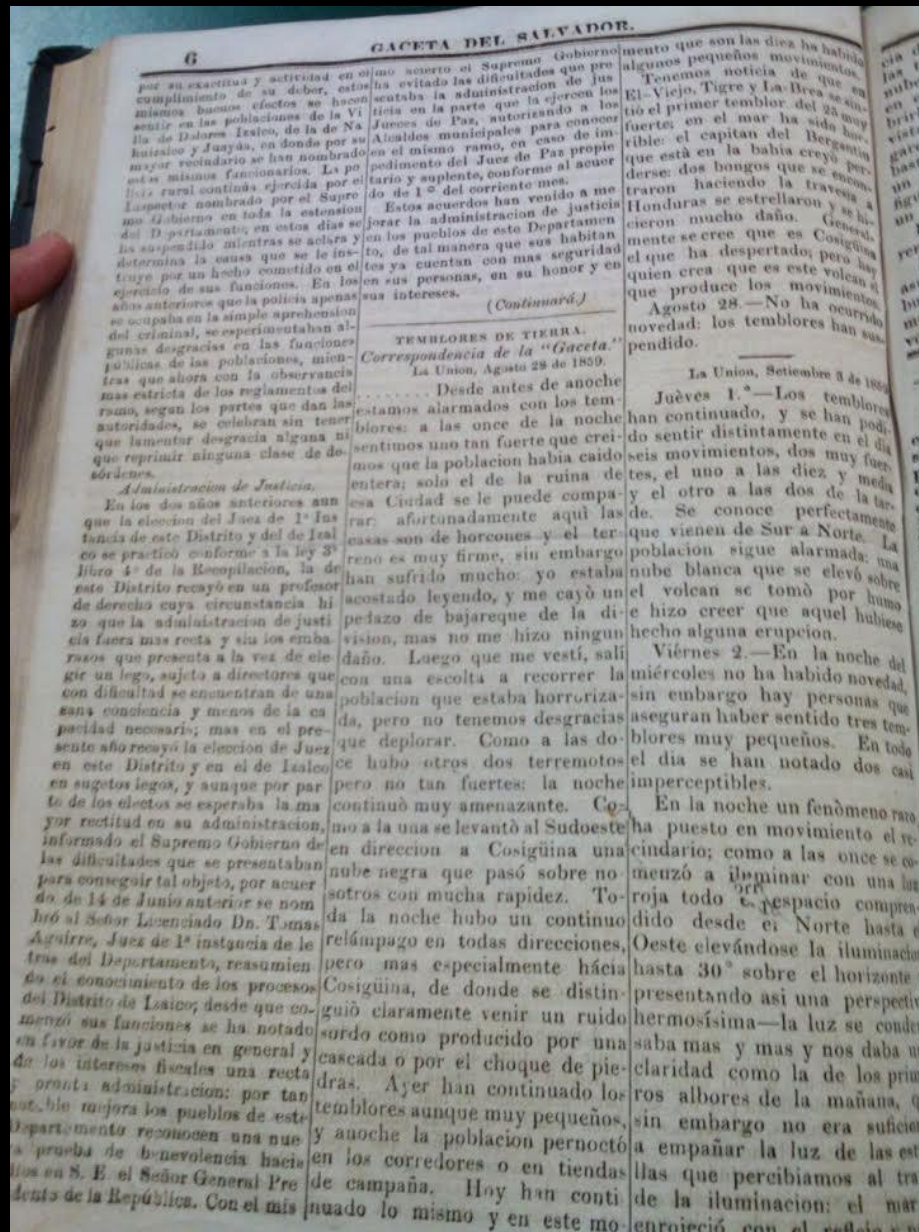 6
GACETA DEL SALVADOR.
por su exactitud y actividad en el
cumplimiento de su deber, estos
mismos buenos efectos se hacen
sentir en las poblaciones de la Vi
lla de Dolores Izalco, de la de Na
huizalco y Juayúa, en donde por su
mayor vecindario se han nombrado
estos mismos funcionarios. La po
licia rural continúa ejercida por el
Inspector nombrado por el Supre
mo Gobierno en toda la estension
del Departamento; en estos dias se
ha suspendido mientras se aclara y
determina la causa que se le ins-
truye por un hecho cometido en el
ejercicio de sus funciones. En los
años anteriores que la policia apenas
se ocupaba en la simple aprehension
del criminal, se esperimentaban al-
gunas desgracias en las funciones
públicas de las poblaciones, mien-
tras que ahora con la observancia
mas estricta de los reglamentos del
ramo, segun los partes que dan las
autoridades, se celebran sin tener
que lamentar desgracia alguna ni
que reprimir ninguna clase de de-
sórdenes.
Administracion de Justicia.
En los dos años anteriores aun
que la eleccion del Juez de 1ª Ins
tancia de este Distrito y del de Izal
co se practicó conforme a la ley 3ª
libro 4º de la Recopilacion, la de
este Distrito recayò en un profesor
de derecho cuya circunstancia hi
zo que la administracion de justi
cia fuera mas recta y sin los emba
razos que presenta a la vez de ele
gir un lego, sujeto a directores que
con dificultad se encuentran de una
sana conciencia y menos de la ca
pacidad necesaria; mas en el pre-
sente año recayó la eleccion de Juez
en este Distrito y en el de Izalco
en sugetos legos, y aunque por par
te de los electos se esperaba la ma
yor rectitud en su administracion,
informado el Supremo Gobierno de
las dificultades que se presentaban
para conseguir tal objeto, por acuer
do de 14 de Junio anterior se nom
bró al Señor Licenciado Dn. Tomas
Aguirre, Juez de 1ª instancia de le
tras del Departamento, reasumien
do el conocimiento de los procesos
del Distrito de Izalco; desde que co-
menzó sus funciones se ha notado
en favor de la justicia en general y
de los intereses fiscales una recta
y pronta administracion: por tan
notable mejora los pueblos de este
Departamento reconocen una nue
a prueba de benevolencia hacia
llos en S. E. el Señor General Pre
dente de la República. Con el mis
mo acierto el Supremo Gobierno
ha evitado las dificultades que pre
sentaba la administracion de jus
ticia en la parte que la ejercen los
Jueces de Paz, autorizando a los
Alcaldes municipales para conocer
en el mismo ramo, en caso de im-
pedimento del Juez de Paz propie
tario y suplente, conforme al acuer
do de 1º del corriente mes.
Estos acuerdos han venido a me
jorar la administracion de justicia
en los pueblos de este Departamen
to, de tal manera que sus habitan
tes ya cuentan con mas seguridad
en sus personas, en su honor y en
sus intereses.
(Continuará.)
TEMBLORES DE TIERRA.
Correspondencia de la "Gaceta."
La Union, Agosto 28 de 1859.
........ Desde antes de anoche
estamos alarmados con los tem-
blores: a las once de la noche
sentimos uno tan fuerte que crei-
mos que la poblacion habia caido
entera; solo el de la ruina de
esa Ciudad se le puede compa-
rar: afortunadamente aquì las
casas son de horcones y el ter-
reno es muy firme, sin embargo
han sufrido mucho: yo estaba
acostado leyendo, y me cayò un
pedazo de bajareque de la di-
vision, mas no me hizo ningun
daño. Luego que me vestí, salí
con una escolta a recorrer la
poblacion que estaba horroriza-
da, pero no tenemos desgracias
que deplorar. Como a las do-
ce hubo otros dos terremotos
pero no tan fuertes: la noche
continuò muy amenazante. Co-
mo a la una se levantò al Sudoeste
en direccion a Cosigüina una
nube negra que pasó sobre no-
sotros con mucha rapidez. To-
da la noche hubo un continuo
relámpago en todas direcciones,
pero mas especialmente hácia
Cosigüina, de donde se distin-
guiò claramente venir un ruido
sordo como producido por una
cascada o por el choque de pie-
dras. Ayer han continuado los
temblores aunque muy pequeños,
y anoche la poblacion pernoctó
en los corredores o en tiendas
de campaña. Hoy han conti
nuado lo mismo y en este mo-
mento que son las diez ha habido
algunos pequeños movimientos.
Tenemos noticia de que en
El-Viejo, Tigre y La-Brea se sin-
tió el primer temblor del 25 muy
fuerte; en el mar ha sido hor-
rible: el capitan del Bergantin
que està en la bahia creyò per-
derse: dos bongos que se encon-
traron haciendo la travesia a
Honduras se estrellaron y se hi-
cieron mucho daño. General-
mente se cree que es Cosigüina
el que ha despertado; pero hay
quien crea que es este volcan el
que produce los movimientos.
Agosto 28.—No ha ocurrido
novedad: los temblores han sus-
pendido.
La Union, Setiembre 3 de 1859
Juèves 1.º—Los temblores
han continuado, y se han podi-
do sentir distintamente en el dia
seis movimientos, dos muy fuer-
tes, el uno a las diez y media
y el otro a las dos de la tar-
de. Se conoce perfectamente
que vienen de Sur a Norte. La
poblacion sigue alarmada: una
nube blanca que se elevó sobre
el volcan se tomò por humo
e hizo creer que aquel hubiese
hecho alguna erupcion.
Viérnes 2.—En la noche del
miércoles no ha habido novedad,
sin embargo hay personas que
aseguran haber sentido tres tem-
blores muy pequeños. En todo
el dia se han notado dos casi
imperceptibles.
En la noche un fenòmeno raro
ha puesto en movimiento el ve-
cindario; como a las once se co-
menzó a iluminar con una luz
roja todo espacio compren-
dido desde el Norte hasta e
Oeste elevándose la iluminacion
hasta 30° sobre el horizonte
presentando asi una perspectiv
hermosísima—la luz se conden
saba mas y mas y nos daba u
claridad como la de los prim
ros albores de la mañana, q
sin embargo no era suficien
a empañar la luz de las est
llas que percibiamos al tra
de la iluminacion: el mar
enrojeció con el reflejo